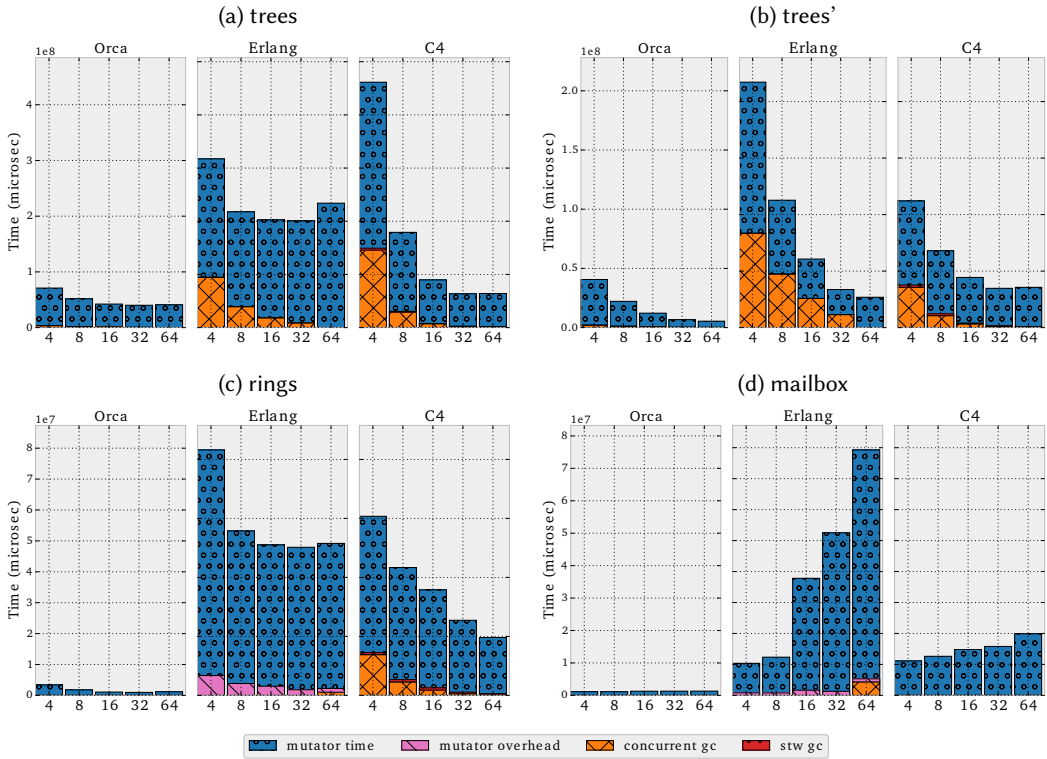 (a) trees
(b) trees’
Orca Erlang C4
Orca Erlang C4
1e8
1e8
Time (microsec)
4
3
2
1
0
4 8 16 32 64
4 8 16 32 64
4 8 16 32 64
Time (microsec)
2.0
1.5
1.0
0.5
0.0
4 8 16 32 64
4 8 16 32 64
4 8 16 32 64
(c) rings
(d) mailbox
Orca Erlang C4
Orca Erlang C4
1e7
1e7
Time (microsec)
8
7
6
5
4
3
2
1
0
4 8 16 32 64
4 8 16 32 64
4 8 16 32 64
Time (microsec)
8
7
6
5
4
3
2
1
0
4 8 16 32 64
4 8 16 32 64
4 8 16 32 64
mutator time mutator overhead concurrent gc stw gc